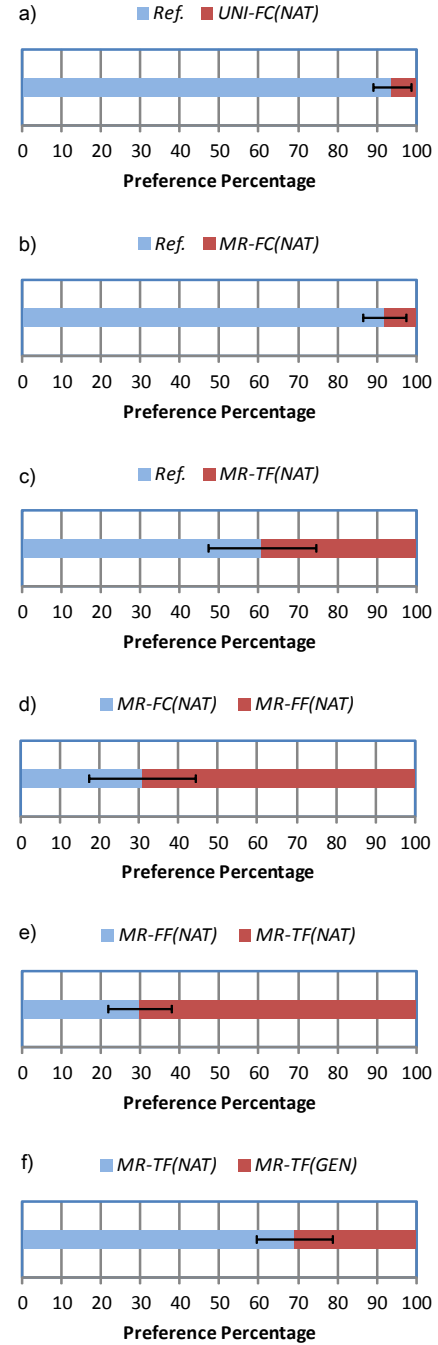 a) Ref. UNI-FC(NAT)
0 10 20 30 40 50 60 70 80 90 100
Preference Percentage
b) Ref. MR-FC(NAT)
0 10 20 30 40 50 60 70 80 90 100
Preference Percentage
c) Ref. MR-TF(NAT)
0 10 20 30 40 50 60 70 80 90 100
Preference Percentage
d) MR-FC(NAT) MR-FF(NAT)
0 10 20 30 40 50 60 70 80 90 100
Preference Percentage
e) MR-FF(NAT) MR-TF(NAT)
0 10 20 30 40 50 60 70 80 90 100
Preference Percentage
f) MR-TF(NAT) MR-TF(GEN)
0 10 20 30 40 50 60 70 80 90 100
Preference Percentage